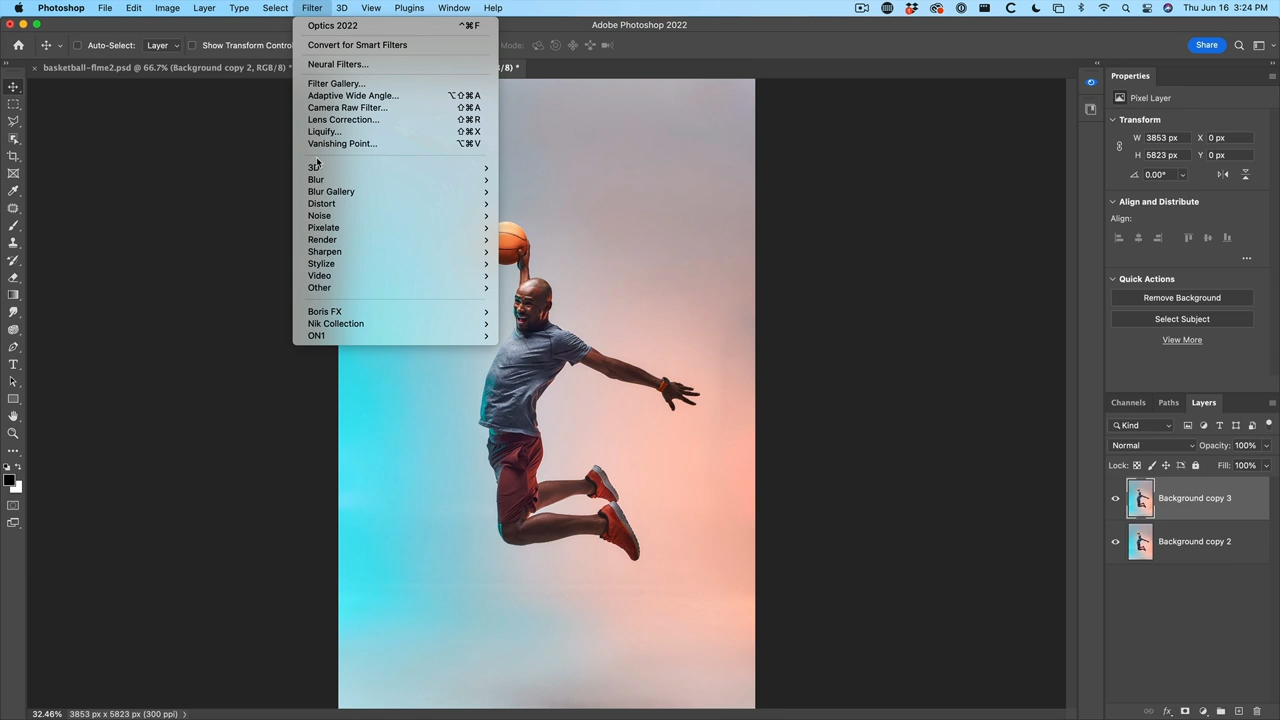 Photoshop File Edit Image Layer Type Select Filter 3D View Plugins Window Help Thu Jun 16 3:24 PM
Adobe Photoshop 2022
Auto-Select: Layer Show Transform Control Mode: Share
basketball-flme2.psd @ 66.7% (Background copy 2, RGB/8) * /8) *
Optics 2022 ^⌘F
Convert for Smart Filters
Neural Filters...
Filter Gallery...
Adaptive Wide Angle... ⌥⇧⌘A
Camera Raw Filter... ⇧⌘A
Lens Correction... ⇧⌘R
Liquify... ⇧⌘X
Vanishing Point... ⌥⌘V
3D
Blur
Blur Gallery
Distort
Noise
Pixelate
Render
Sharpen
Stylize
Video
Other
Boris FX
Nik Collection
ON1
Properties
Pixel Layer
Transform
W 3853 px X 0 px
H 5823 px Y 0 px
0.00°
Align and Distribute
Align:
Quick Actions
Remove Background
Select Subject
View More
Channels Paths Layers
Kind
Normal Opacity: 100%
Lock: Fill: 100%
Background copy 3
Background copy 2
32.46% 3853 px x 5823 px (300 ppi)